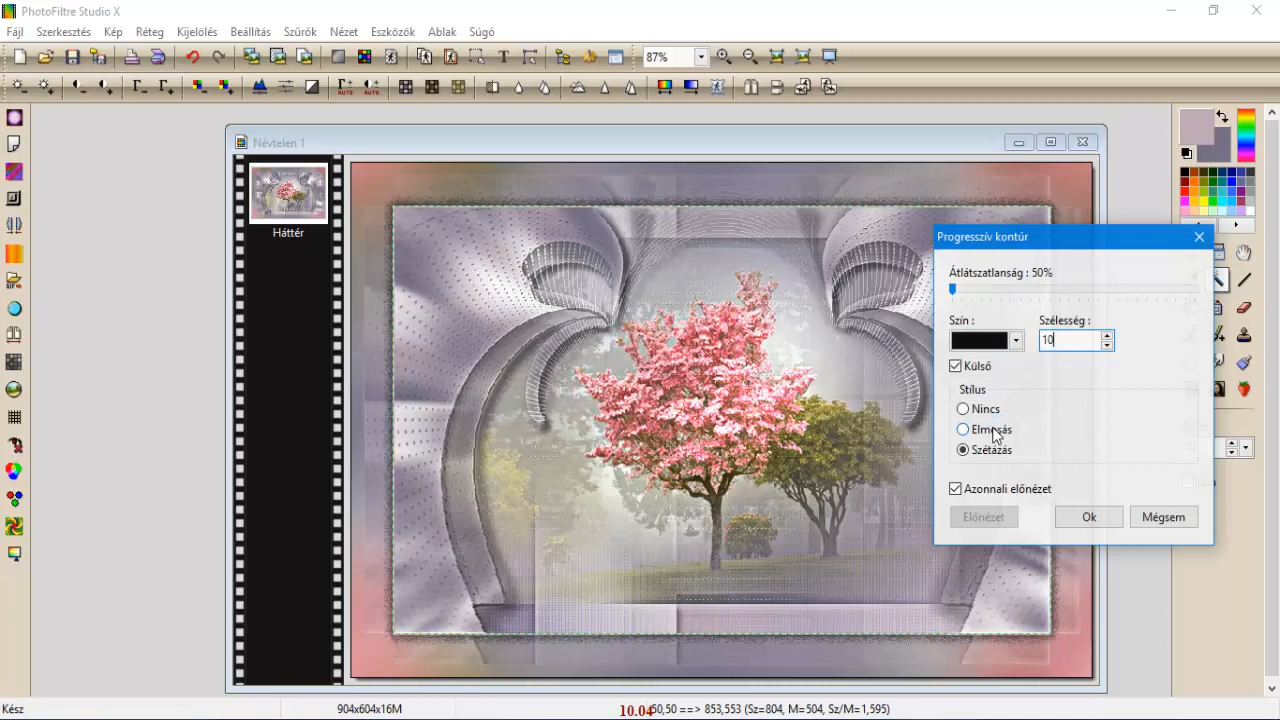 PhotoFiltre Studio X
Fájl Szerkesztés Kép Réteg Kijelölés Beállítás Szűrők Nézet Eszközök Ablak Súgó
87%
Névtelen 1
Háttér
Progresszív kontúr
Átlátszatlanság : 50%
Szín :
Szélesség :
10
Külső
Stílus
Nincs
Elmosás
Szétázás
Azonnali előnézet
Előnézet Ok Mégsem
Kész
904x604x16M
10.04
50,50 ==> 853,553 (Sz=804, M=504, Sz/M=1,595)